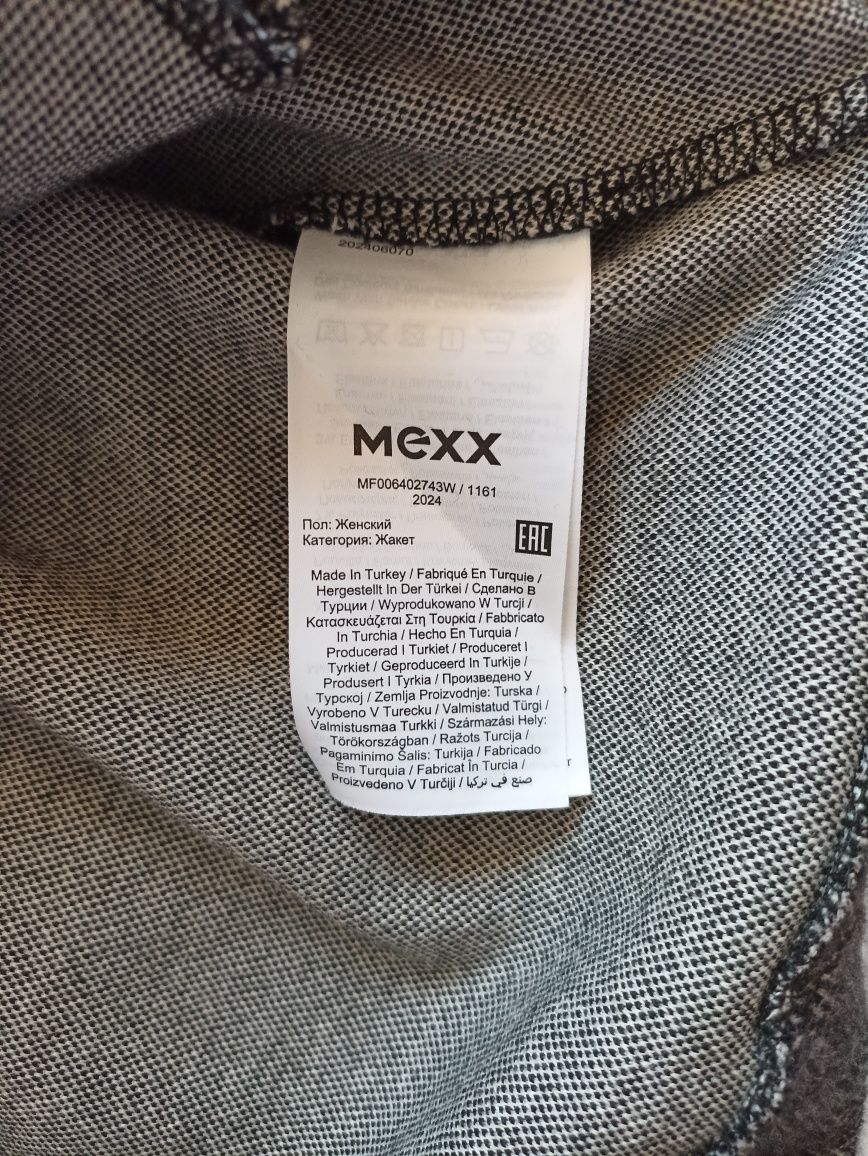 202406070
mexx
MF006402743W / 1161
2024
Пол: Женский
Категория: Жакет
EAC
Made In Turkey / Fabriqué En Turquie /
Hergestellt In Der Türkei / Сделано В
Турции / Wyprodukowano W Turcji /
Κατασκευάζεται Στη Τουρκία / Fabbricato
In Turchia / Hecho En Turquia /
Producerad I Turkiet / Produceret I
Tyrkiet / Geproduceerd In Turkije /
Produsert I Tyrkia / Произведено У
Турској / Zemlja Proizvodnje: Turska /
Vyrobeno V Turecku / Valmistatud Türgi /
Valmistusmaa Turkki / Származási Hely:
Törökországban / Ražots Turcija /
Pagaminimo Šalis: Turkija / Fabricado
Em Turquia / Fabricat În Turcia /
Proizvedeno V Turčiji / صنع في تركيا